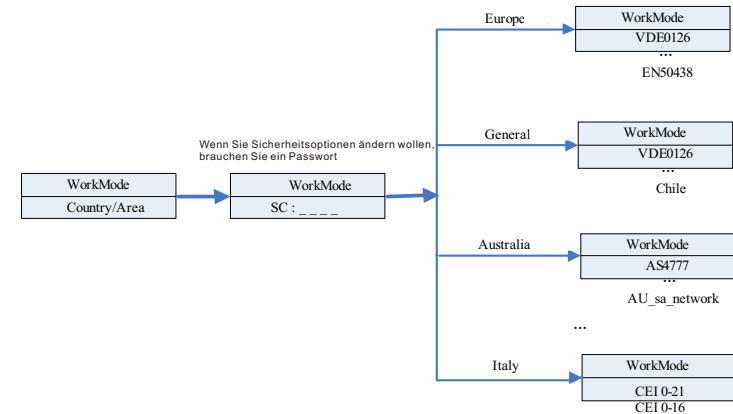 Europe
WorkMode
VDE0126
...
EN50438
Wenn Sie Sicherheitsoptionen ändern wollen,
brauchen Sie ein Passwort
General
WorkMode
VDE0126
...
Chile
WorkMode
Country/Area
WorkMode
SC : _ _ _ _
Australia
WorkMode
AS4777
...
AU_sa_network
...
Italy
WorkMode
CEI 0-21
CEI 0-16